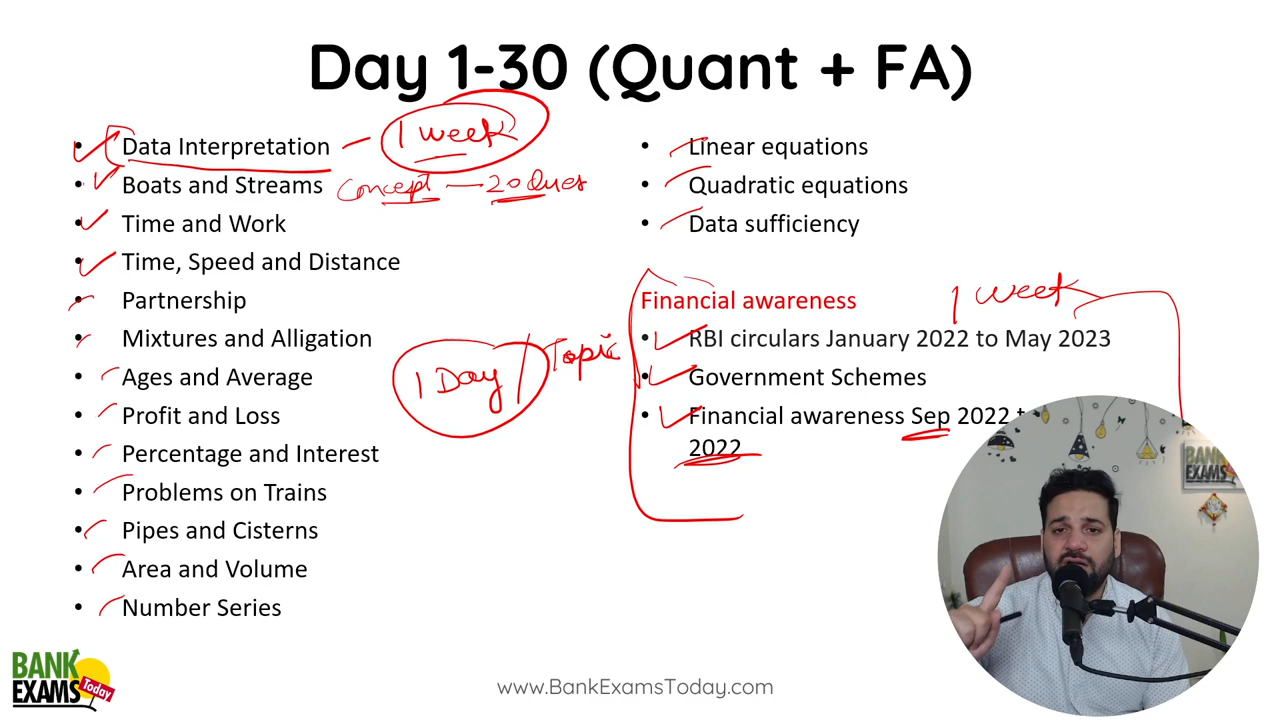 Day 1-30 (Quant + FA)
• Data Interpretation
1 week
• Boats and Streams
Concept — 20 Ques
• Time and Work
• Time, Speed and Distance
• Partnership
• Mixtures and Alligation
• Ages and Average
• Profit and Loss
• Percentage and Interest
• Problems on Trains
• Pipes and Cisterns
• Area and Volume
• Number Series
1 Day / Topic
• Linear equations
• Quadratic equations
• Data sufficiency
Financial awareness
1 week
• RBI circulars January 2022 to May 2023
• Government Schemes
• Financial awareness Sep 2022
2022
BANK
EXAMS
BANK
EXAMS Today
www.BankExamsToday.com